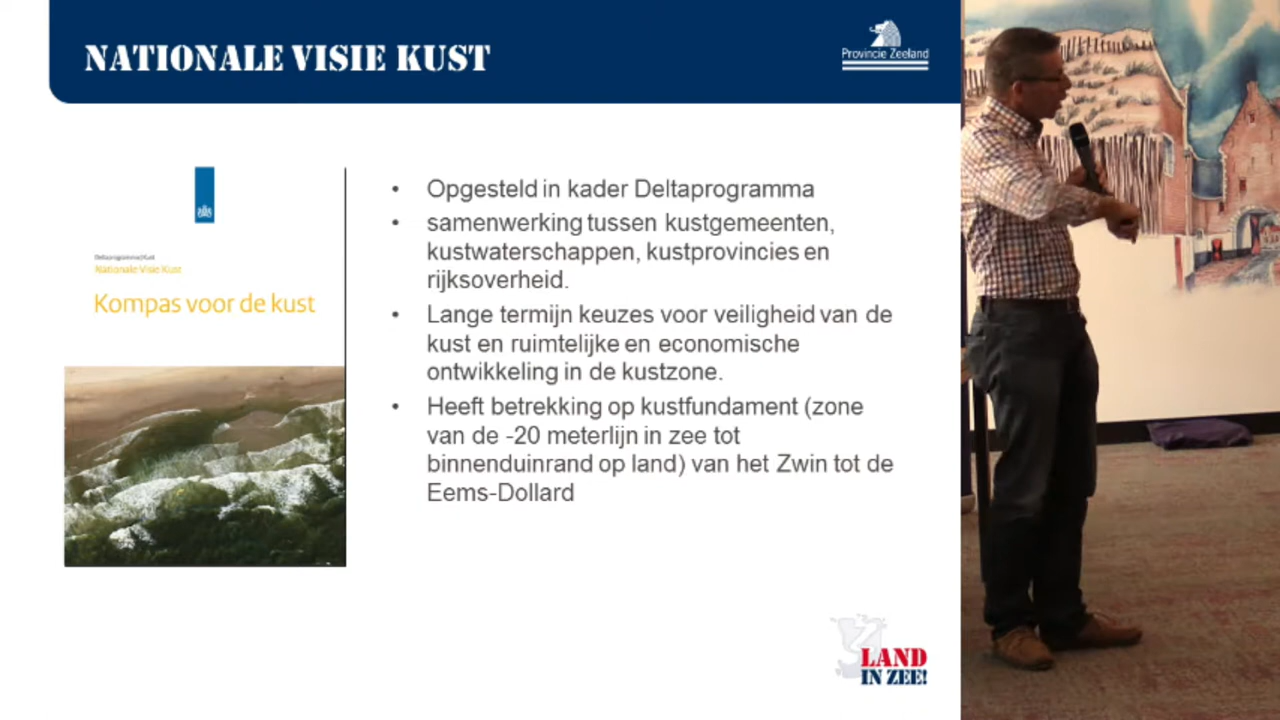 NATIONALE VISIE KUST
Provincie Zeeland
Deltaprogramma | Kust
Nationale Visie Kust
Kompas voor de kust
• Opgesteld in kader Deltaprogramma
• samenwerking tussen kustgemeenten,
kustwaterschappen, kustprovincies en
rijksoverheid.
• Lange termijn keuzes voor veiligheid van de
kust en ruimtelijke en economische
ontwikkeling in de kustzone.
• Heeft betrekking op kustfundament (zone
van de -20 meterlijn in zee tot
binnenduinrand op land) van het Zwin tot de
Eems-Dollard
LAND
IN ZEE!